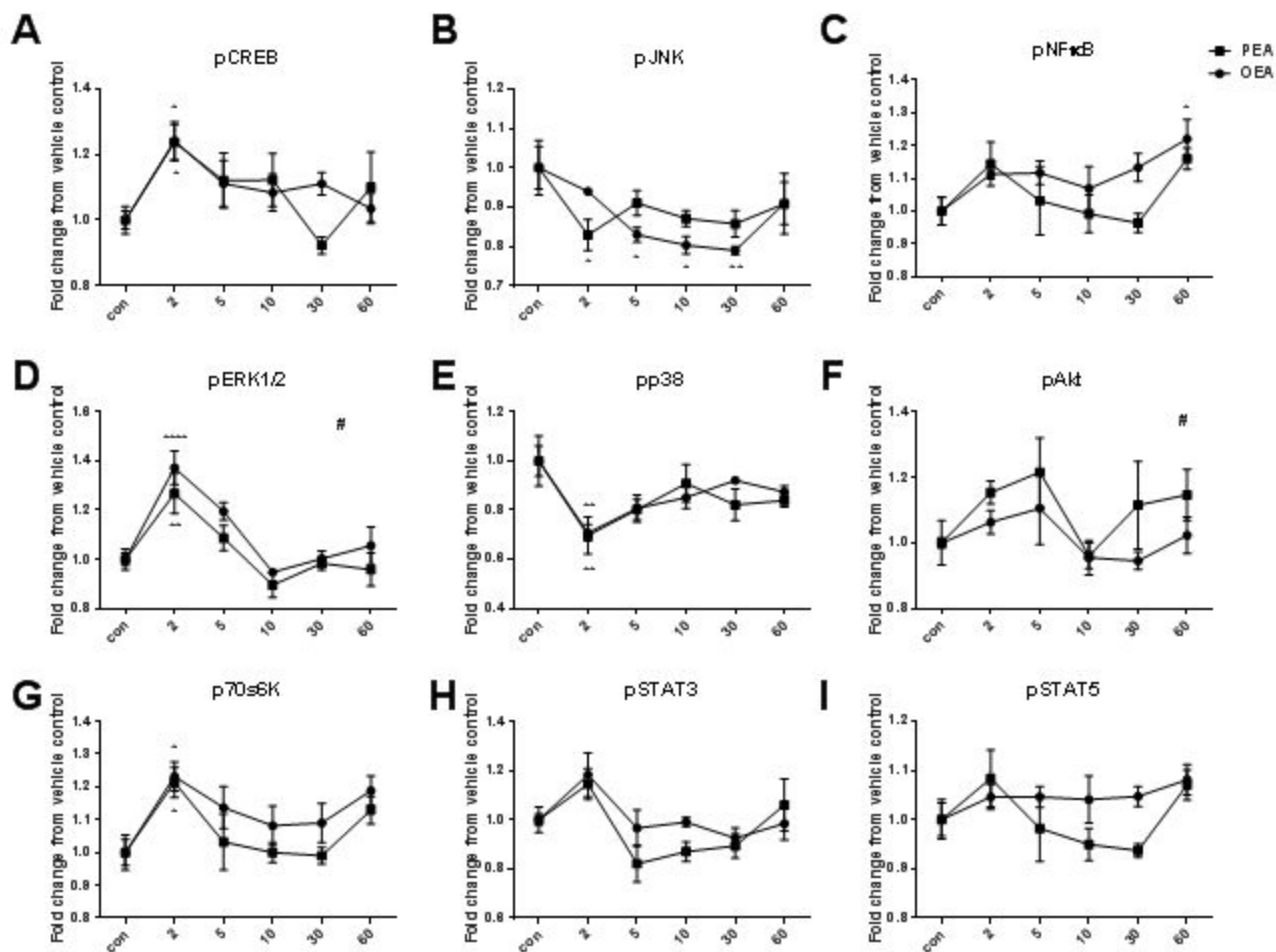 A
pCREB
Fold change from vehicle control
1.4
1.2
1.0
0.8
con
2
5
10
30
60
B
pJNK
Fold change from vehicle control
1.2
1.1
1.0
0.9
0.8
0.7
con
2
5
10
30
60
C
pNFκB
Fold change from vehicle control
1.4
1.3
1.2
1.1
1.0
0.9
0.8
con
2
5
10
30
60
PEA
OEA
D
pERK1/2
#
Fold change from vehicle control
1.6
1.4
1.2
1.0
0.8
con
2
5
10
30
60
E
pp38
Fold change from vehicle control
1.2
1.0
0.8
0.6
0.4
con
2
5
10
30
60
F
pAkt
#
Fold change from vehicle control
1.4
1.2
1.0
0.8
con
2
5
10
30
60
G
p70s6K
Fold change from vehicle control
1.4
1.3
1.2
1.1
1.0
0.9
0.8
con
2
5
10
30
60
H
pSTAT3
Fold change from vehicle control
1.4
1.2
1.0
0.8
0.6
con
2
5
10
30
60
I
pSTAT5
Fold change from vehicle control
1.2
1.1
1.0
0.9
0.8
con
2
5
10
30
60